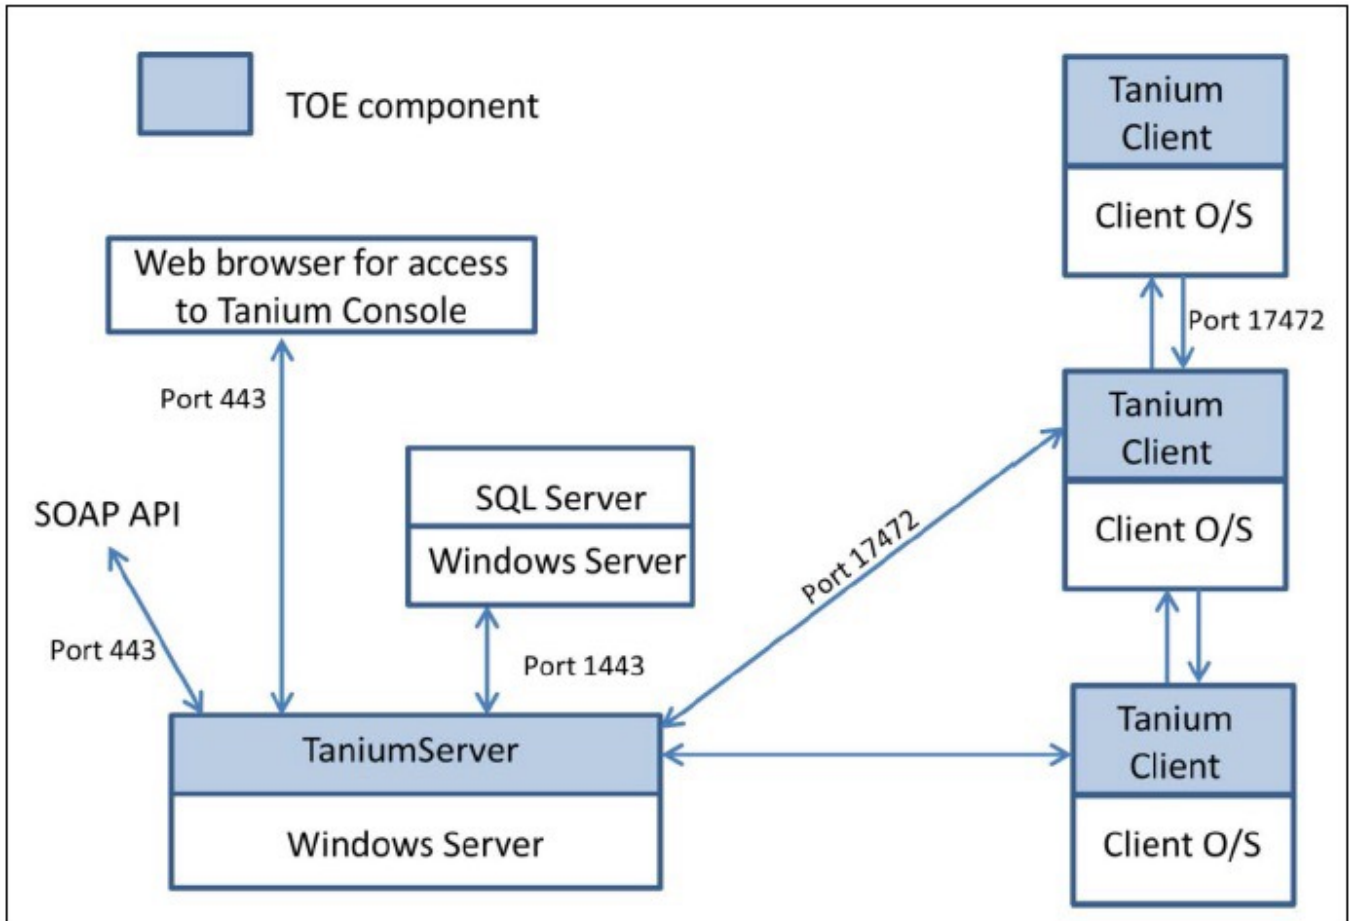 TOE component
Web browser for access
to Tanium Console
Port 443
SOAP API
Port 443
SQL Server
Windows Server
Port 1443
TaniumServer
Windows Server
Port 17472
Tanium
Client
Client O/S
Port 17472
Tanium
Client
Client O/S
Tanium
Client
Client O/S